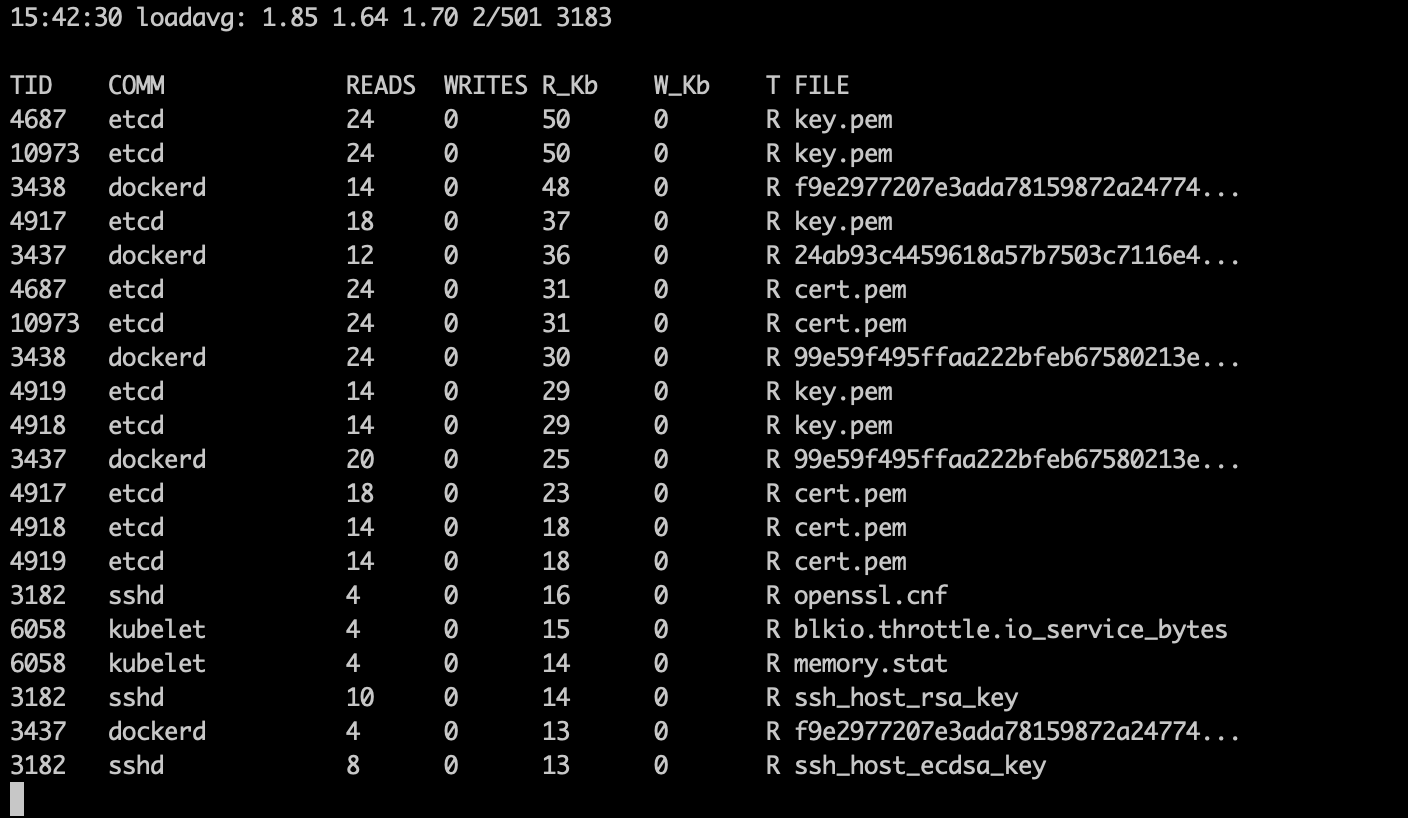 15:42:30 loadavg: 1.85 1.64 1.70 2/501 3183
TID COMM READS WRITES R_Kb W_Kb T FILE
4687 etcd 24 0 50 0 R key.pem
10973 etcd 24 0 50 0 R key.pem
3438 dockerd 14 0 48 0 R f9e2977207e3ada78159872a24774...
4917 etcd 18 0 37 0 R key.pem
3437 dockerd 12 0 36 0 R 24ab93c4459618a57b7503c7116e4...
4687 etcd 24 0 31 0 R cert.pem
10973 etcd 24 0 31 0 R cert.pem
3438 dockerd 24 0 30 0 R 99e59f495ffaa222bfeb67580213e...
4919 etcd 14 0 29 0 R key.pem
4918 etcd 14 0 29 0 R key.pem
3437 dockerd 20 0 25 0 R 99e59f495ffaa222bfeb67580213e...
4917 etcd 18 0 23 0 R cert.pem
4918 etcd 14 0 18 0 R cert.pem
4919 etcd 14 0 18 0 R cert.pem
3182 sshd 4 0 16 0 R openssl.cnf
6058 kubelet 4 0 15 0 R blkio.throttle.io_service_bytes
6058 kubelet 4 0 14 0 R memory.stat
3182 sshd 10 0 14 0 R ssh_host_rsa_key
3437 dockerd 4 0 13 0 R f9e2977207e3ada78159872a24774...
3182 sshd 8 0 13 0 R ssh_host_ecdsa_key